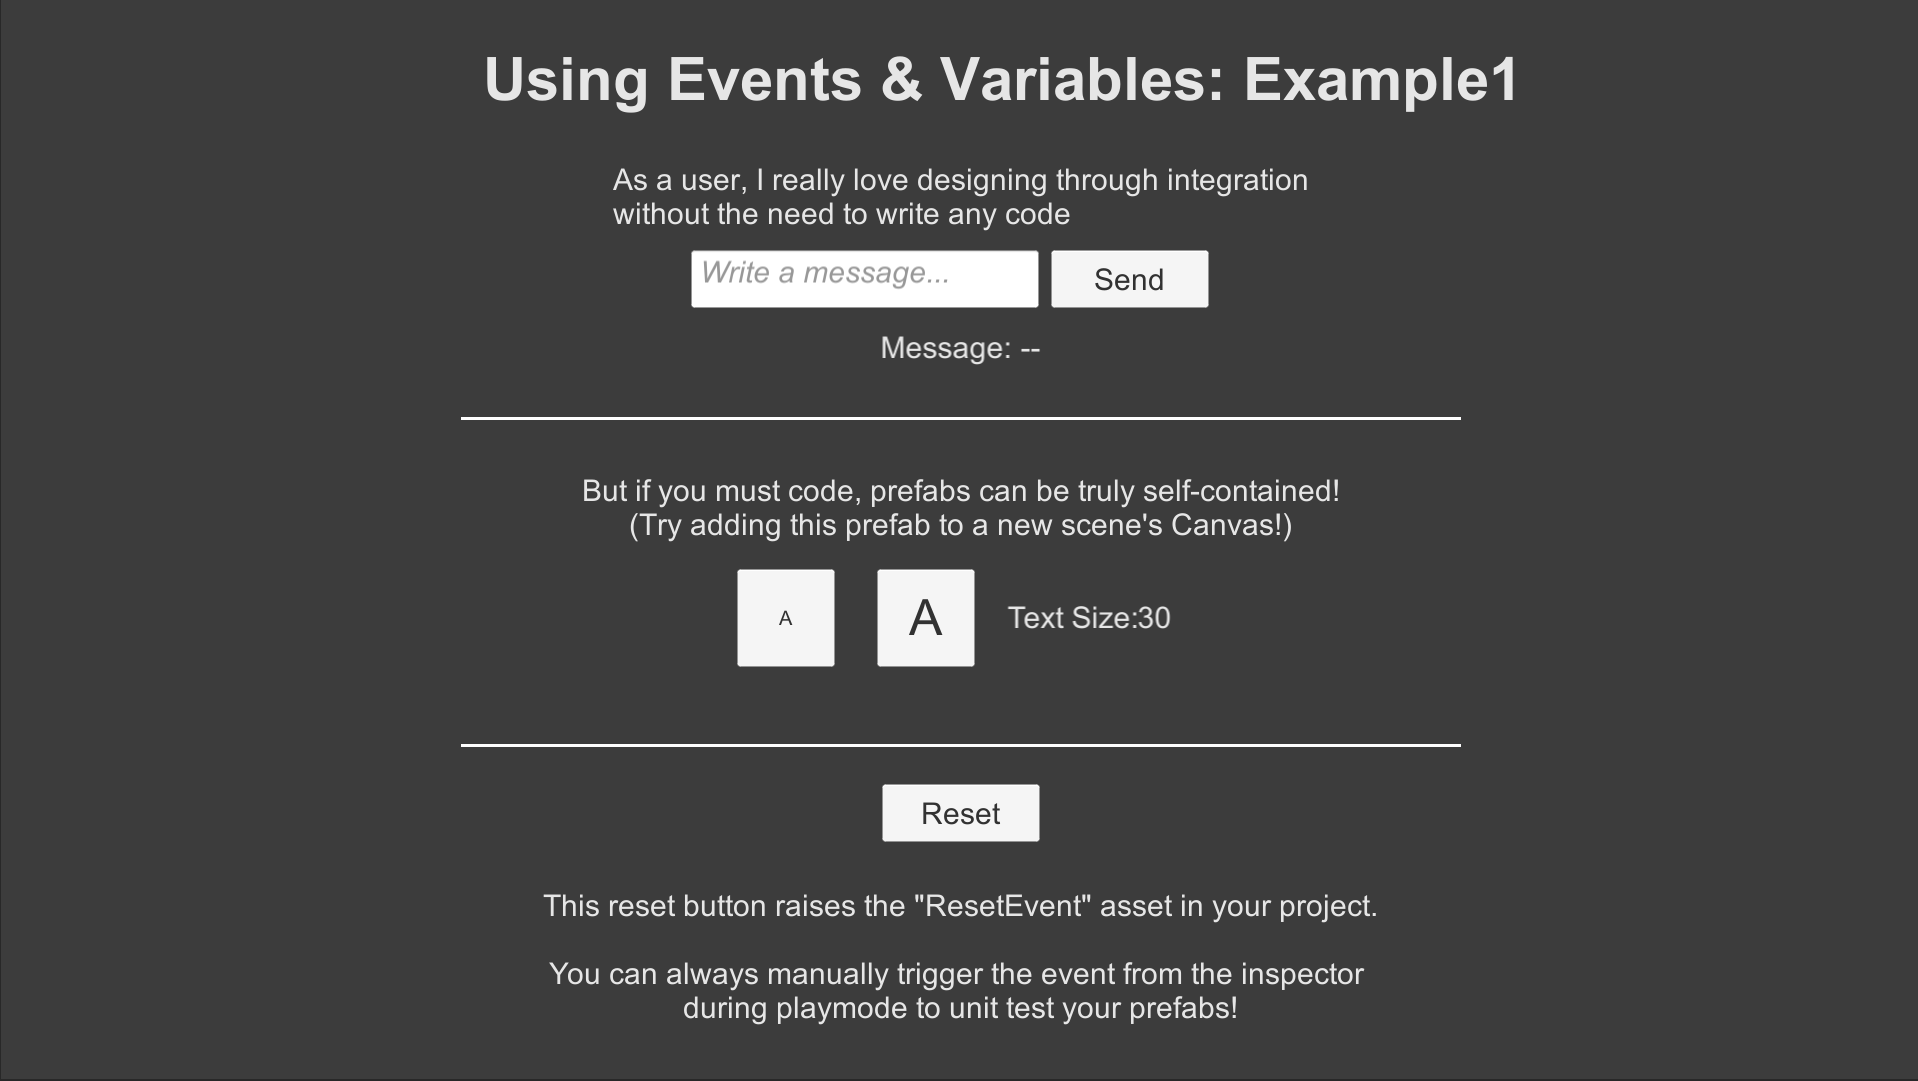 Using Events & Variables: Example1
As a user, I really love designing through integration
without the need to write any code
Write a message...
Send
Message: --
But if you must code, prefabs can be truly self-contained!
(Try adding this prefab to a new scene's Canvas!)
A
A
Text Size:30
Reset
This reset button raises the "ResetEvent" asset in your project.
You can always manually trigger the event from the inspector
during playmode to unit test your prefabs!